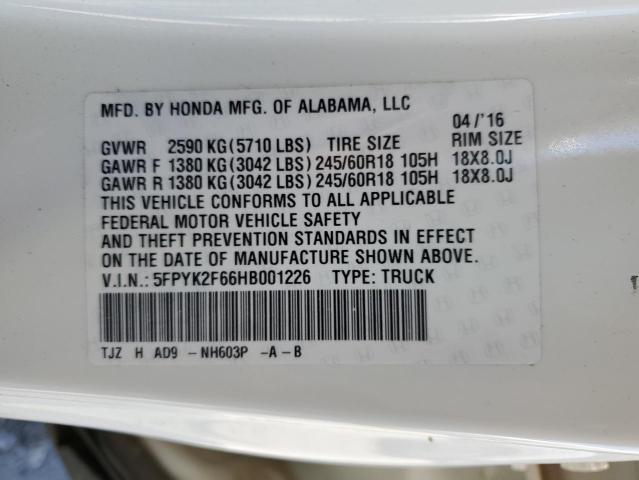 MFD. BY HONDA MFG. OF ALABAMA, LLC
04/'16
GVWR 2590 KG (5710 LBS) TIRE SIZE RIM SIZE
GAWR F 1380 KG (3042 LBS) 245/60R18 105H 18X8.0J
GAWR R 1380 KG (3042 LBS) 245/60R18 105H 18X8.0J
THIS VEHICLE CONFORMS TO ALL APPLICABLE
FEDERAL MOTOR VEHICLE SAFETY
AND THEFT PREVENTION STANDARDS IN EFFECT
ON THE DATE OF MANUFACTURE SHOWN ABOVE.
V.I.N.: 5FPYK2F66HB001226 TYPE: TRUCK
TJZ H AD9 - NH603P -A-B